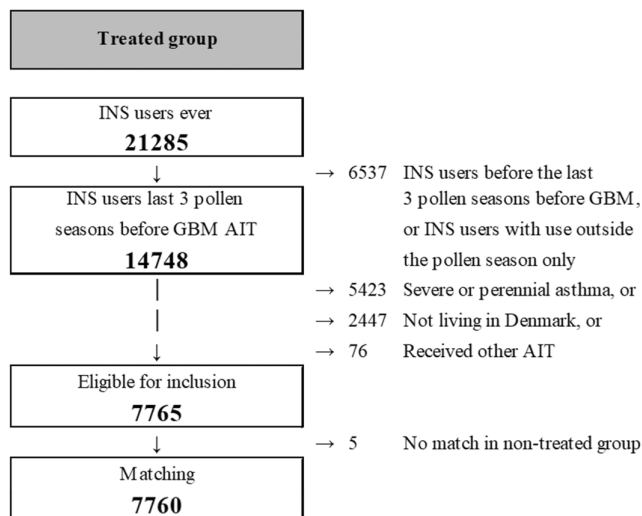 Treated group
INS users ever
21285
↓
→ 6537 INS users before the last
3 pollen seasons before GBM,
or INS users with use outside
the pollen season only
INS users last 3 pollen
seasons before GBM AIT
14748
→ 5423 Severe or perennial asthma, or
→ 2447 Not living in Denmark, or
↓ → 76 Received other AIT
Eligible for inclusion
7765
↓ → 5 No match in non-treated group
Matching
7760